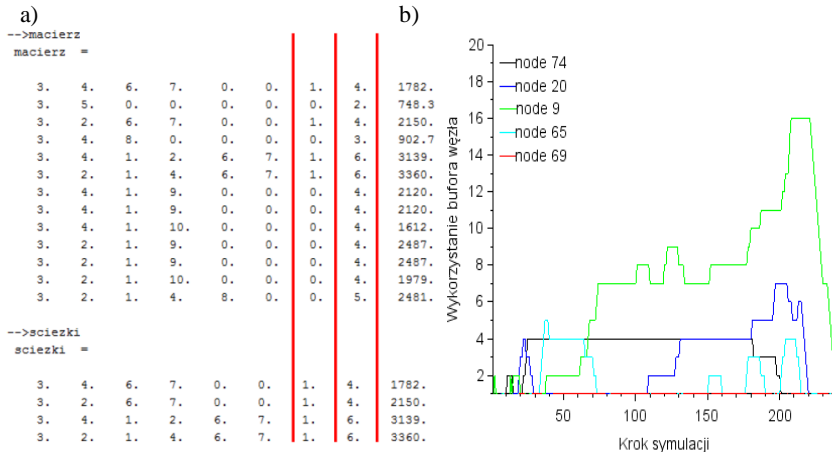 a)
-->macierz
macierz =
3. 4. 6. 7. 0. 0. 1. 4. 1782.
3. 5. 0. 0. 0. 0. 0. 2. 748.3
3. 2. 6. 7. 0. 0. 1. 4. 2150.
3. 4. 8. 0. 0. 0. 0. 3. 902.7
3. 4. 1. 2. 6. 7. 1. 6. 3139.
3. 2. 1. 4. 6. 7. 1. 6. 3360.
3. 4. 1. 9. 0. 0. 0. 4. 2120.
3. 4. 1. 9. 0. 0. 0. 4. 2120.
3. 4. 1. 10. 0. 0. 0. 4. 1612.
3. 2. 1. 9. 0. 0. 0. 4. 2487.
3. 2. 1. 9. 0. 0. 0. 4. 2487.
3. 2. 1. 10. 0. 0. 0. 4. 1979.
3. 2. 1. 4. 8. 0. 0. 5. 2481.
-->sciezki
sciezki =
3. 4. 6. 7. 0. 0. 1. 4. 1782.
3. 2. 6. 7. 0. 0. 1. 4. 2150.
3. 4. 1. 2. 6. 7. 1. 6. 3139.
3. 2. 1. 4. 6. 7. 1. 6. 3360.
b)
Wykorzystanie bufora węzła
20
18
16
14
12
10
8
6
4
2
node 74
node 20
node 9
node 65
node 69
50 100 150 200
Krok symulacji